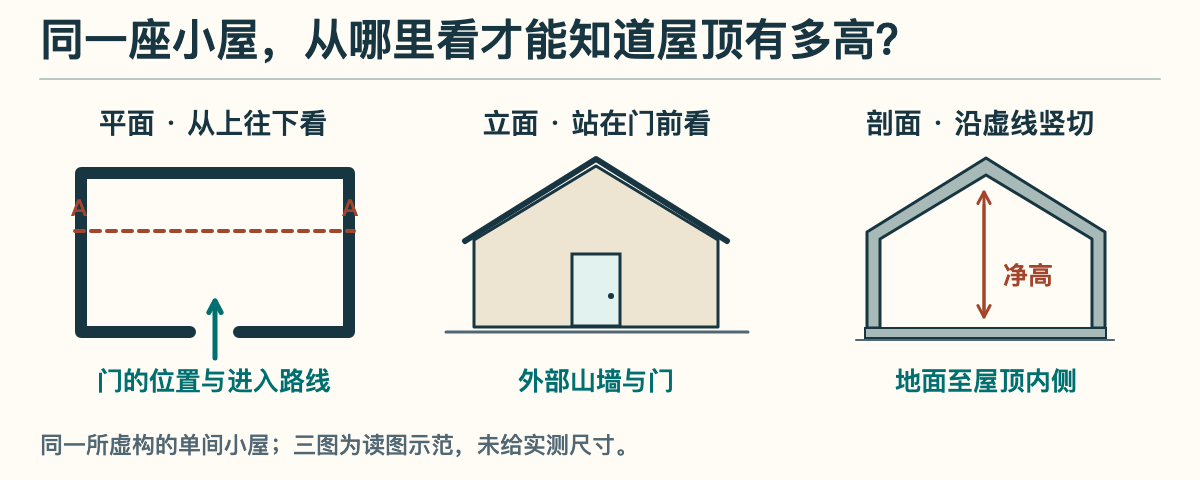 同一座小屋，从哪里看才能知道屋顶有多高？
平面 · 从上往下看
立面 · 站在门前看
剖面 · 沿虚线竖切
A
A
净高
门的位置与进入路线
外部山墙与门
地面至屋顶内侧
同一所虚构的单间小屋；三图为读图示范，未给实测尺寸。